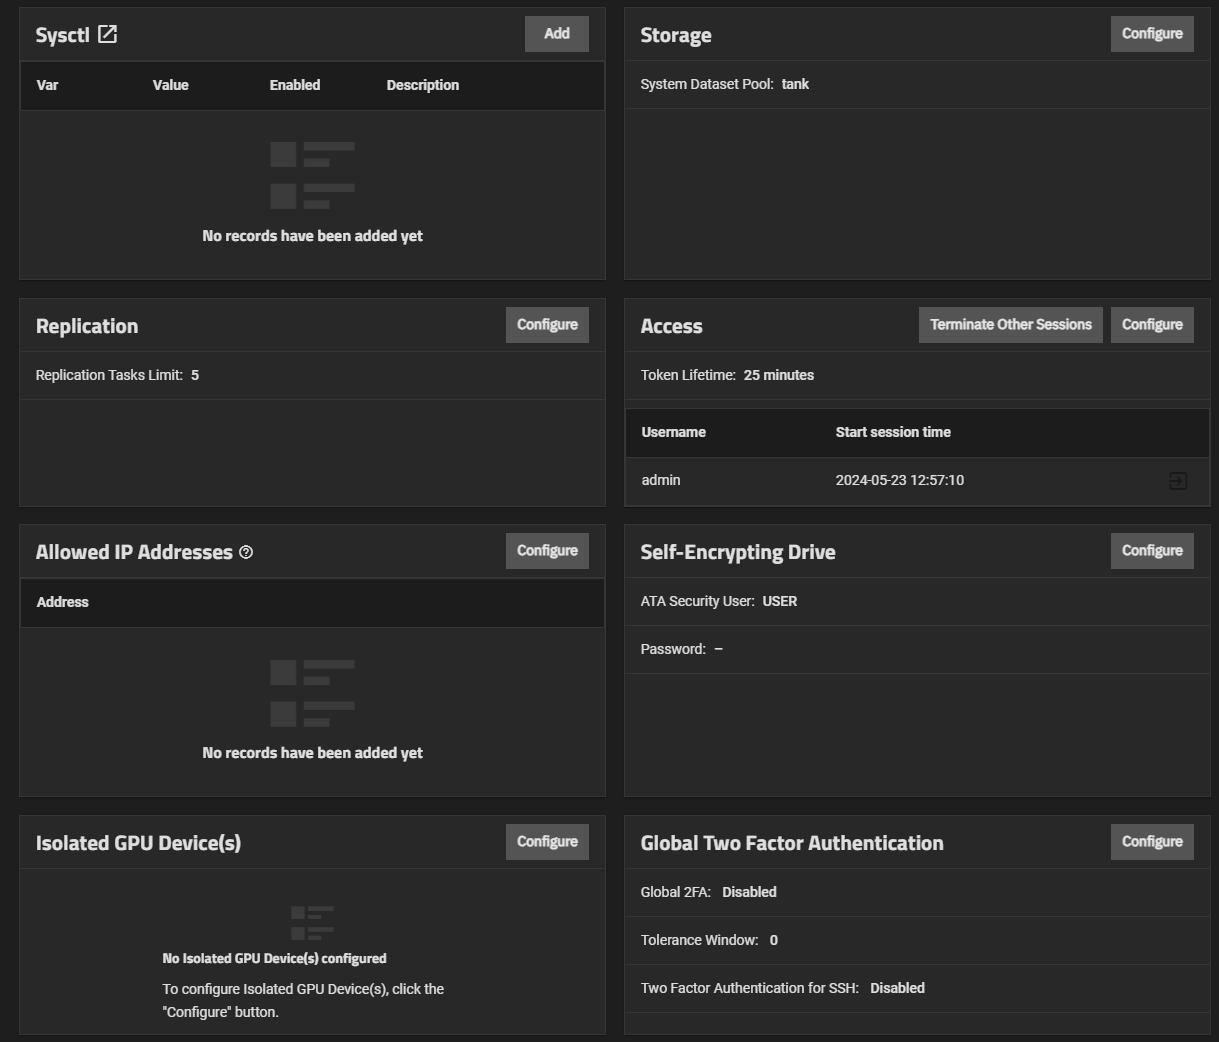 Sysctl
Add
Var Value Enabled Description
No records have been added yet
Storage
Configure
System Dataset Pool: tank
Replication
Configure
Replication Tasks Limit: 5
Access
Terminate Other Sessions
Configure
Token Lifetime: 25 minutes
Username Start session time
admin 2024-05-23 12:57:10
Allowed IP Addresses
Configure
Address
No records have been added yet
Self-Encrypting Drive
Configure
ATA Security User: USER
Password: –
Isolated GPU Device(s)
Configure
No Isolated GPU Device(s) configured
To configure Isolated GPU Device(s), click the
"Configure" button.
Global Two Factor Authentication
Configure
Global 2FA: Disabled
Tolerance Window: 0
Two Factor Authentication for SSH: Disabled